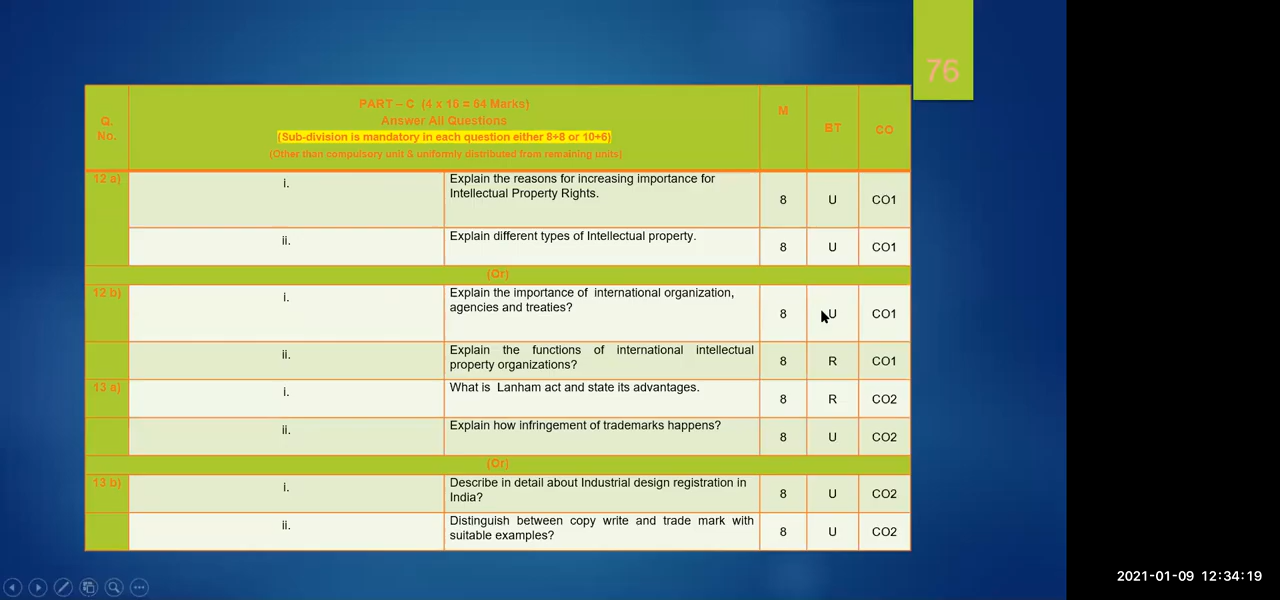 76
PART – C (4 x 16 = 64 Marks)
Answer All Questions
(Sub-division is mandatory in each question either 8+8 or 10+6)
(Other than compulsory unit & uniformly distributed from remaining units)
Q.
No.
M
BT
CO
12 a)
i.
Explain the reasons for increasing importance for
Intellectual Property Rights.
8
U
CO1
ii.
Explain different types of Intellectual property.
8
U
CO1
(Or)
12 b)
i.
Explain the importance of international organization,
agencies and treaties?
8
U
CO1
ii.
Explain the functions of international intellectual
property organizations?
8
R
CO1
13 a)
i.
What is Lanham act and state its advantages.
8
R
CO2
ii.
Explain how infringement of trademarks happens?
8
U
CO2
(Or)
13 b)
i.
Describe in detail about Industrial design registration in
India?
8
U
CO2
ii.
Distinguish between copy write and trade mark with
suitable examples?
8
U
CO2
2021-01-09 12:34:19